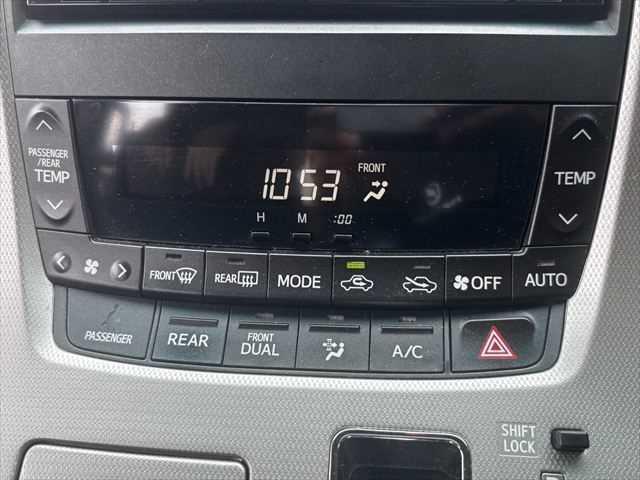 PASSENGER
/REAR
TEMP
10 53
FRONT
H M :00
TEMP
FRONT
REAR
MODE
OFF
AUTO
PASSENGER
REAR
FRONT
DUAL
A/C
SHIFT
LOCK